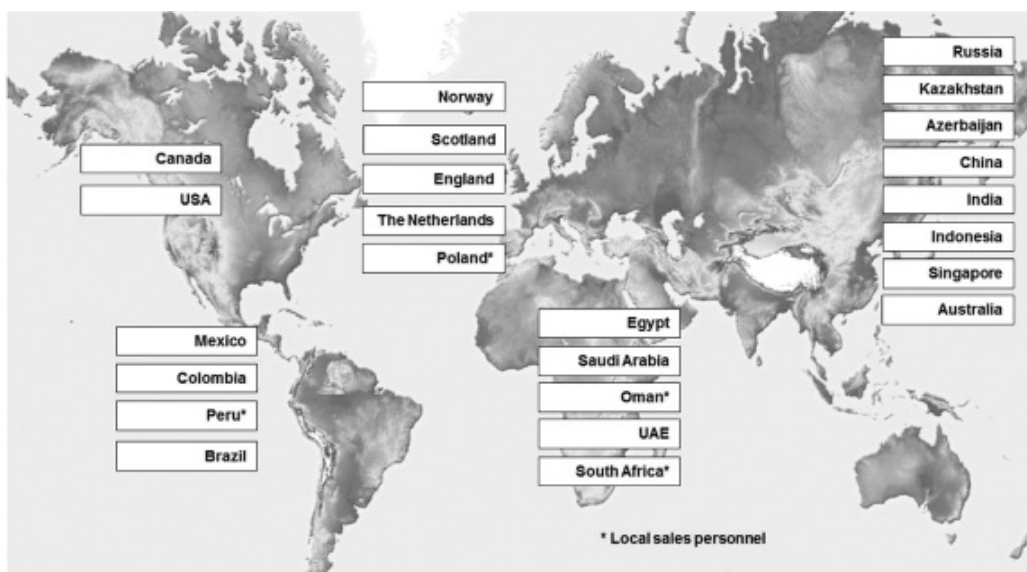 Canada
USA
Mexico
Colombia
Peru*
Brazil
Norway
Scotland
England
The Netherlands
Poland*
Egypt
Saudi Arabia
Oman*
UAE
South Africa*
Russia
Kazakhstan
Azerbaijan
China
India
Indonesia
Singapore
Australia
* Local sales personnel